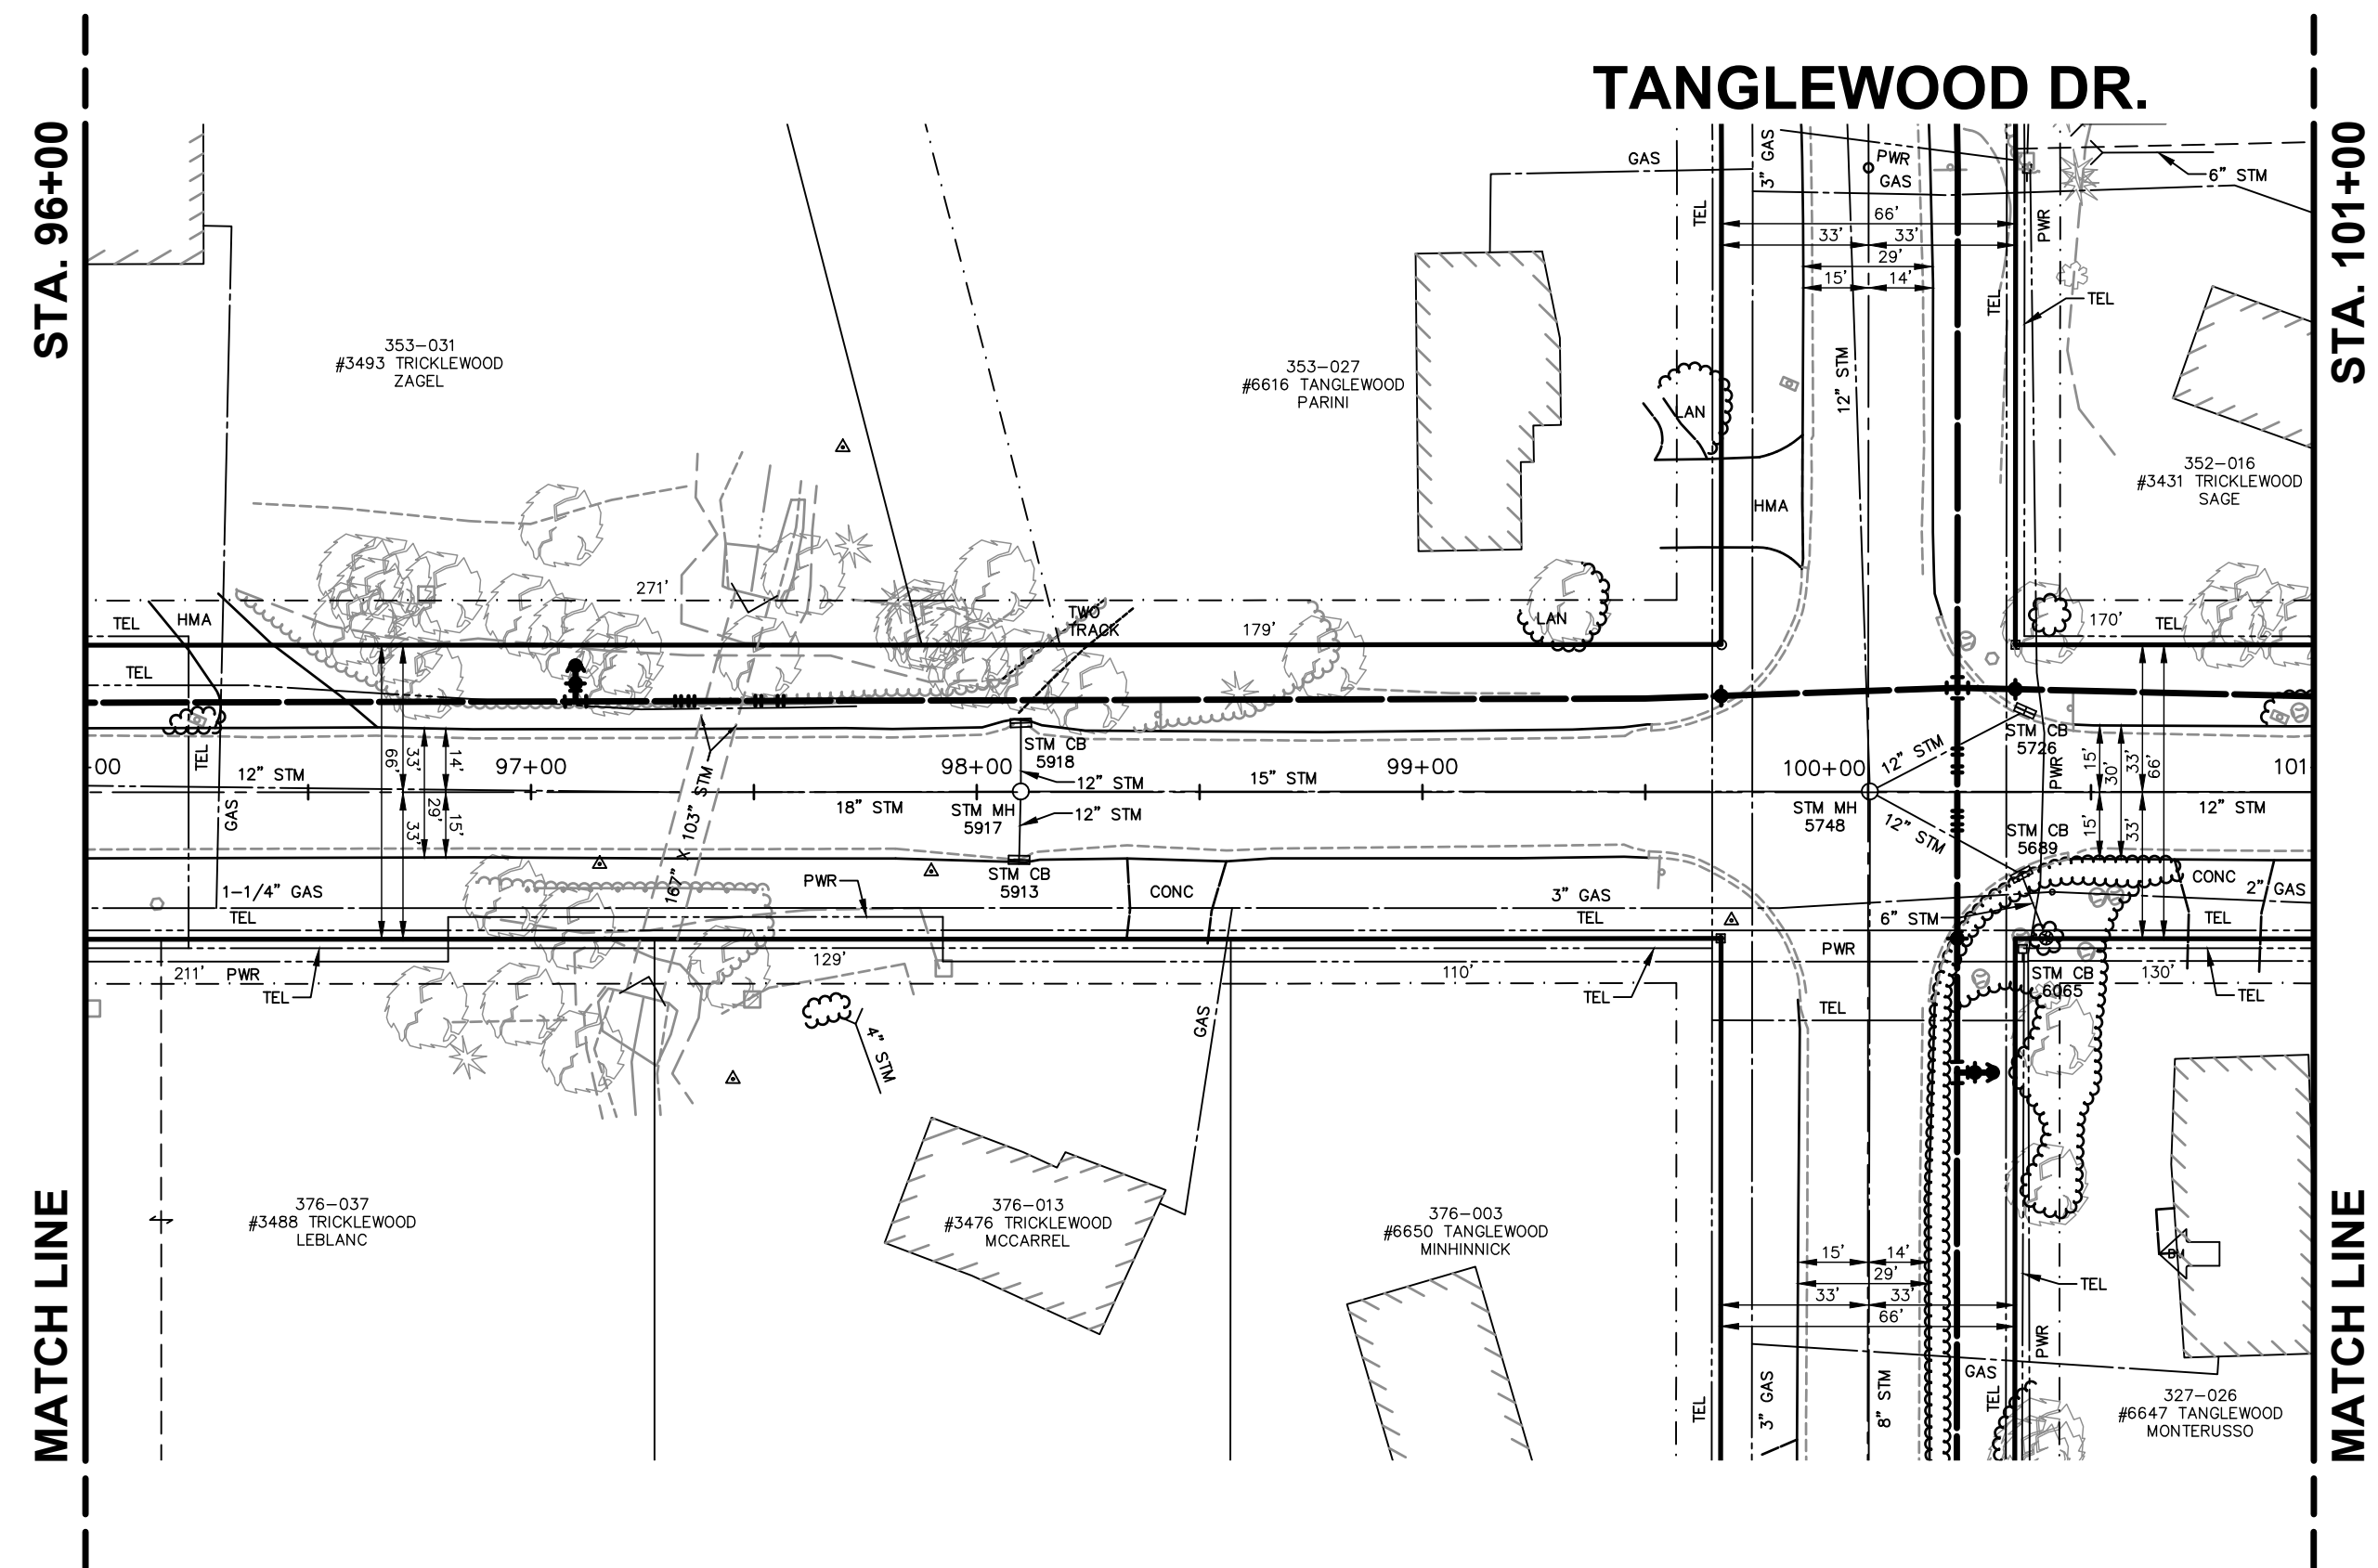 TANGLEWOOD DR.
STA. 96+00
STA. 101+00
MATCH LINE
MATCH LINE
353-031
#3493 TRICKLEWOOD
ZAGEL
353-027
#6616 TANGLEWOOD
PARINI
352-016
#3431 TRICKLEWOOD
SAGE
GAS
3" GAS
PWR
GAS
6" STM
TEL
PWR
66'
33'
33'
29'
15'
14'
TEL
TEL
12" STM
LAN
HMA
LAN
271'
TWO
TRACK
179'
170'
TEL
TEL
HMA
TEL
TEL
GAS
00
12" STM
97+00
66'
33'
14'
33'
29'
15'
167" X 103" STM
18" STM
98+00
STM CB
5918
12" STM
STM MH
5917
12" STM
STM CB
5913
15" STM
99+00
100+00
STM MH
5748
12" STM
12" STM
STM CB
5726
PWR
STM CB
5689
15'
30'
33'
66'
15'
33'
101
12" STM
1-1/4" GAS
TEL
PWR
CONC
3" GAS
TEL
6" STM
CONC
2" GAS
TEL
PWR
211'
PWR
TEL
129'
110'
TEL
TEL
STM CB
6065
130'
TEL
4" STM
GAS
376-037
#3488 TRICKLEWOOD
LEBLANC
376-013
#3476 TRICKLEWOOD
MCCARREL
376-003
#6650 TANGLEWOOD
MINHINNICK
15'
14'
29'
33'
33'
66'
TEL
BM
PWR
GAS
TEL
3" GAS
8" STM
TEL
327-026
#6647 TANGLEWOOD
MONTERUSSO